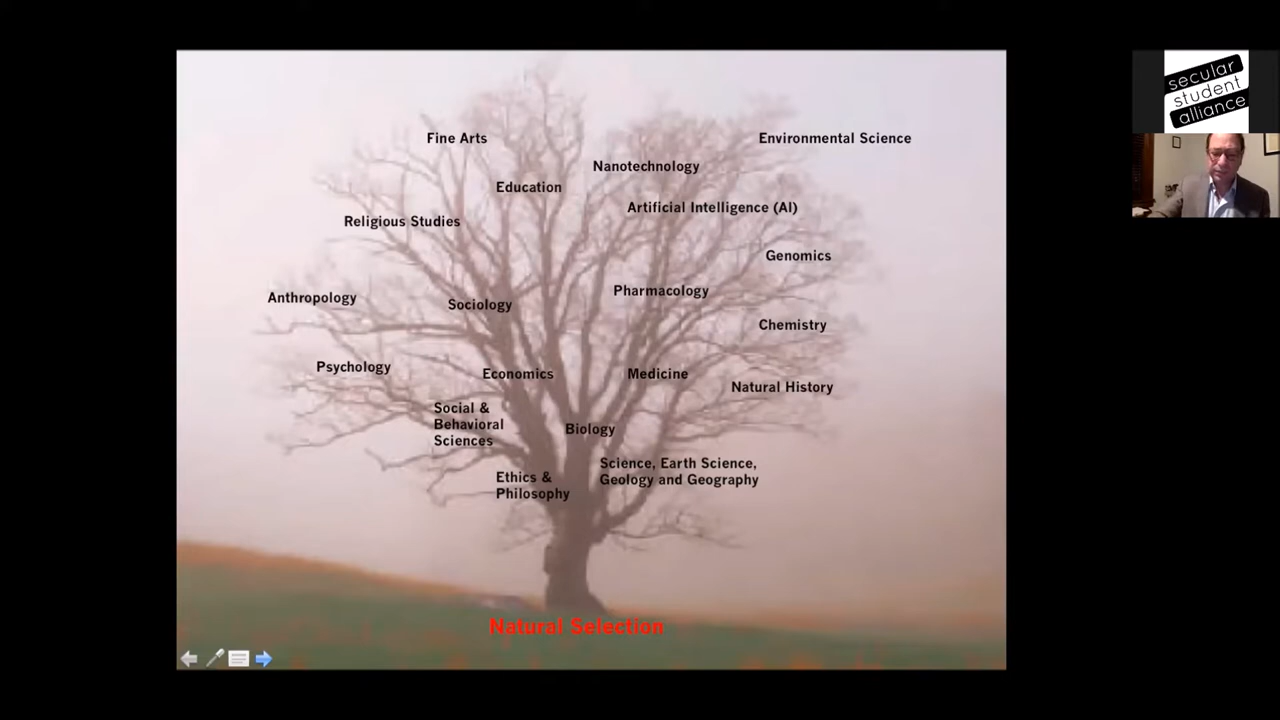 Fine Arts
Environmental Science
Nanotechnology
Education
Artificial Intelligence (AI)
Religious Studies
Genomics
Pharmacology
Anthropology
Sociology
Chemistry
Psychology
Economics
Medicine
Natural History
Social &
Behavioral
Sciences
Biology
Science, Earth Science,
Geology and Geography
Ethics &
Philosophy
Natural Selection
secular
student
alliance